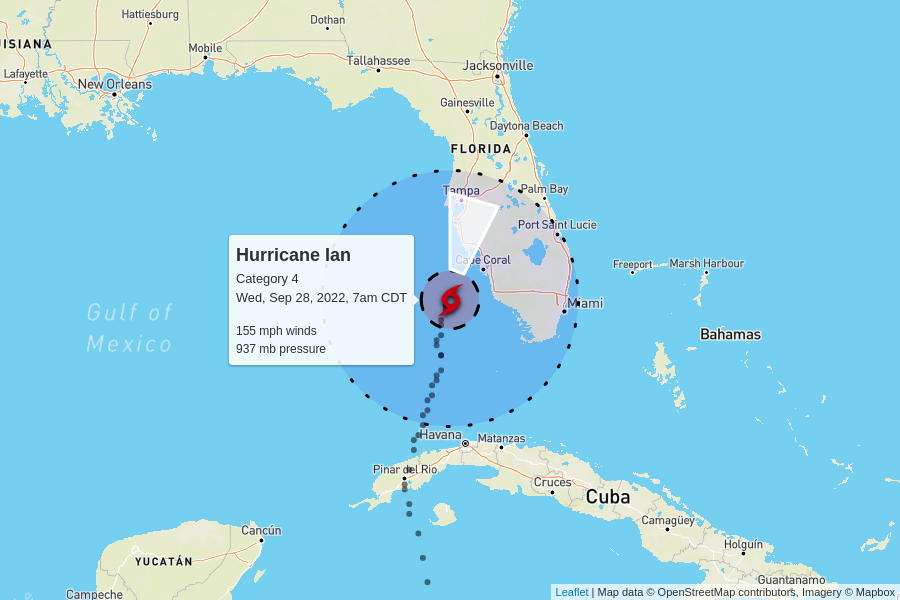 Hattiesburg
Dothan
UISIANA
Mobile
Tallahassee
Jacksonville
Lafayette
New Orleans
Gainesville
Daytona Beach
FLORIDA
Tampa
Palm Bay
Port Saint Lucie
Cape Coral
Freeport
Marsh Harbour
Hurricane Ian
Category 4
Wed, Sep 28, 2022, 7am CDT
155 mph winds
937 mb pressure
Gulf of
Mexico
Miami
Bahamas
Havana
Matanzas
Pinar del Rio
Cruces
Cuba
Camagüey
Cancún
Holguín
YUCATÁN
Guantanamo
Campeche
Leaflet | Map data © OpenStreetMap contributors, Imagery © Mapbox